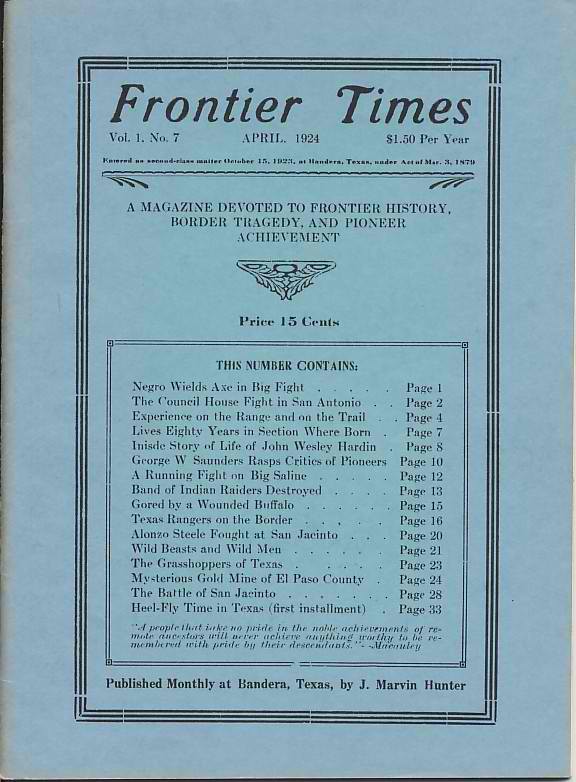 Frontier Times
Vol. 1. No. 7 APRIL. 1924 $1.50 Per Year
Entered as second-class matter October 15, 1923, at Bandera, Texas, under Act of Mar. 3, 1879
A MAGAZINE DEVOTED TO FRONTIER HISTORY,
BORDER TRAGEDY, AND PIONEER
ACHIEVEMENT
Price 15 Cents
THIS NUMBER CONTAINS:
Negro Wields Axe in Big Fight . . . . . Page 1
The Council House Fight in San Antonio . . Page 2
Experience on the Range and on the Trail . . Page 4
Lives Eighty Years in Section Where Born . Page 7
Inisde Story of Life of John Wesley Hardin . Page 8
George W Saunders Rasps Critics of Pioneers Page 10
A Running Fight on Big Saline . . . . . Page 12
Band of Indian Raiders Destroyed . . . . Page 13
Gored by a Wounded Buffalo . . . . . . Page 15
Texas Rangers on the Border . . , . . Page 16
Alonzo Steele Fought at San Jacinto . . . Page 20
Wild Beasts and Wild Men . . . . . . Page 21
The Grasshoppers of Texas . . . . . . Page 23
Mysterious Gold Mine of El Paso County . Page 24
The Battle of San Jacinto . . . . . . . Page 28
Heel-Fly Time in Texas (first installment) . Page 33
"A people that take no pride in the noble achievements of re-
mote ancestors will never achieve anything worthy to be re-
membered with pride by their descendants."--Macauley
Published Monthly at Bandera, Texas, by J. Marvin Hunter